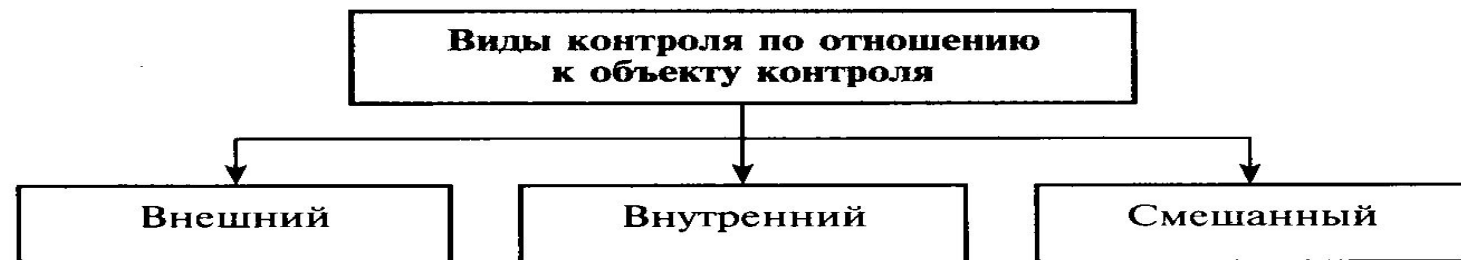 Виды контроля по отношению
к объекту контроля
Внешний
Внутренний
Смешанный